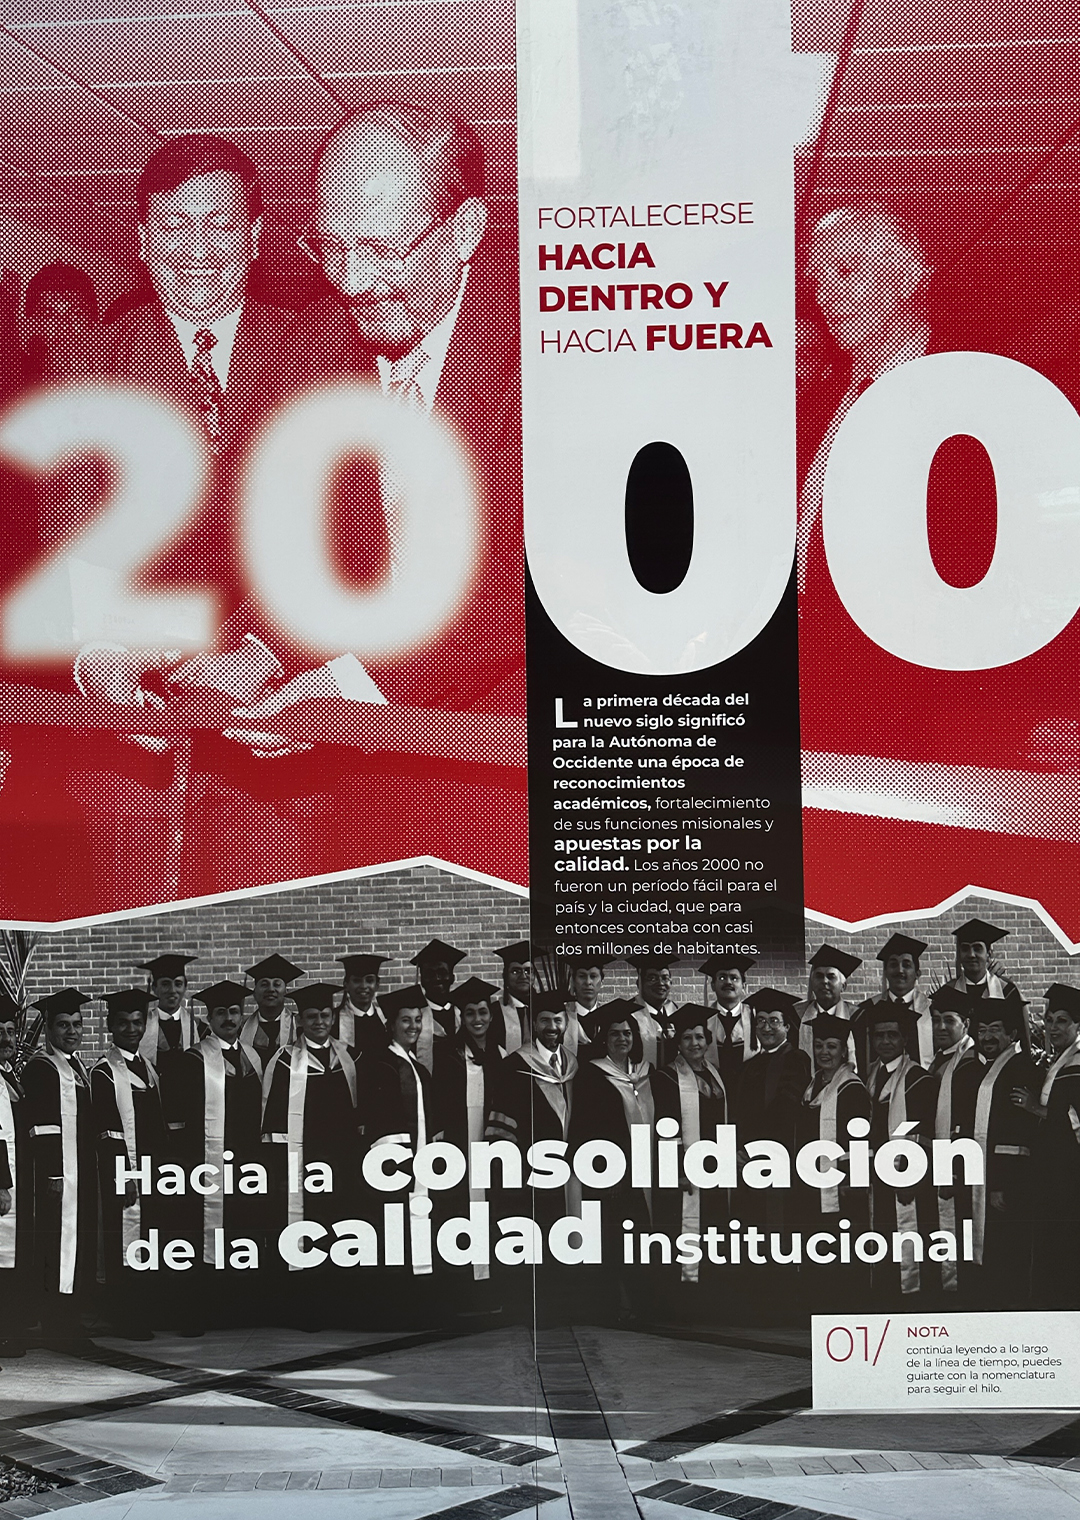 FORTALECERSE
HACIA
DENTRO Y
HACIA FUERA
2000
La primera década del
nuevo siglo significó
para la Autónoma de
Occidente una época de
reconocimientos
académicos, fortalecimiento
de sus funciones misionales y
apuestas por la
calidad. Los años 2000 no
fueron un período fácil para el
país y la ciudad, que para
entonces contaba con casi
dos millones de habitantes.
Hacia la consolidación
de la calidad institucional
01/
NOTA
continúa leyendo a lo largo
de la línea de tiempo, puedes
guiarte con la nomenclatura
para seguir el hilo.